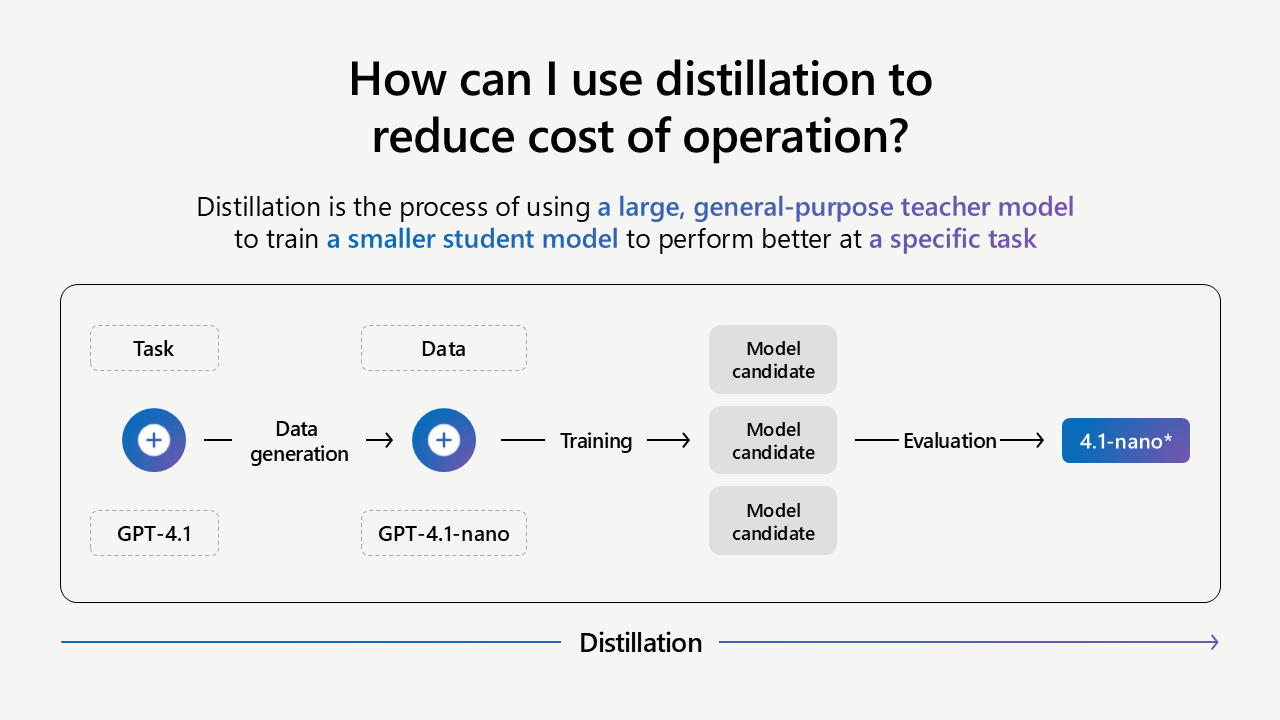 How can I use distillation to
reduce cost of operation?
Distillation is the process of using a large, general-purpose teacher model
to train a smaller student model to perform better at a specific task
Task
GPT-4.1
Data
generation
Data
GPT-4.1-nano
Training
Model
candidate
Model
candidate
Model
candidate
Evaluation
4.1-nano*
Distillation